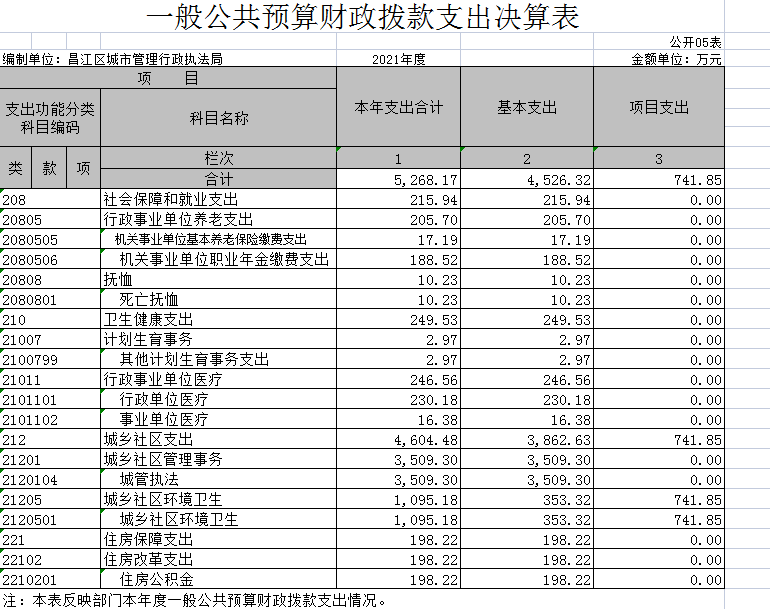 一般公共预算财政拨款支出决算表
公开05表
编制单位：昌江区城市管理行政执法局 2021年度 金额单位：万元
项 目 本年支出合计 基本支出 项目支出
支出功能分类科目编码 科目名称
类 款 项 栏次 1 2 3
合计 5,268.17 4,526.32 741.85
208 社会保障和就业支出 215.94 215.94 0.00
20805 行政事业单位养老支出 205.70 205.70 0.00
2080505 机关事业单位基本养老保险缴费支出 17.19 17.19 0.00
2080506 机关事业单位职业年金缴费支出 188.52 188.52 0.00
20808 抚恤 10.23 10.23 0.00
2080801 死亡抚恤 10.23 10.23 0.00
210 卫生健康支出 249.53 249.53 0.00
21007 计划生育事务 2.97 2.97 0.00
2100799 其他计划生育事务支出 2.97 2.97 0.00
21011 行政事业单位医疗 246.56 246.56 0.00
2101101 行政单位医疗 230.18 230.18 0.00
2101102 事业单位医疗 16.38 16.38 0.00
212 城乡社区支出 4,604.48 3,862.63 741.85
21201 城乡社区管理事务 3,509.30 3,509.30 0.00
2120104 城管执法 3,509.30 3,509.30 0.00
21205 城乡社区环境卫生 1,095.18 353.32 741.85
2120501 城乡社区环境卫生 1,095.18 353.32 741.85
221 住房保障支出 198.22 198.22 0.00
22102 住房改革支出 198.22 198.22 0.00
2210201 住房公积金 198.22 198.22 0.00
注：本表反映部门本年度一般公共预算财政拨款支出情况。